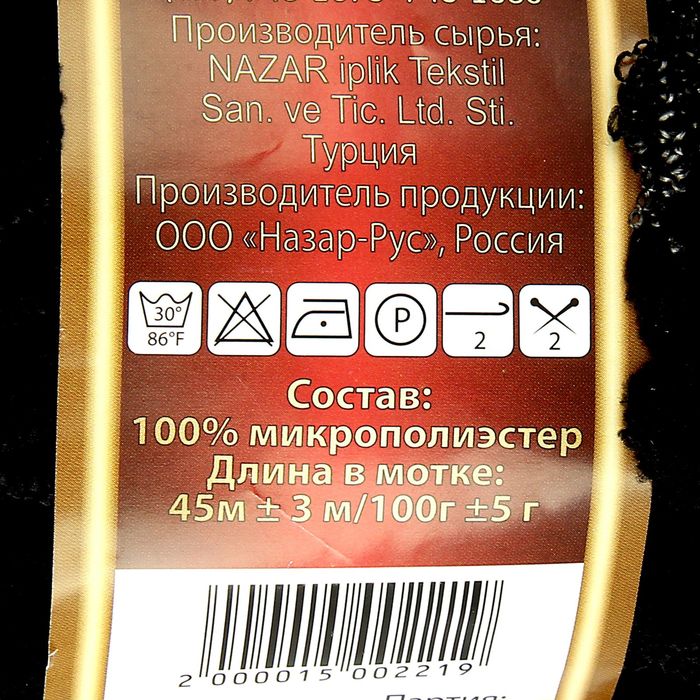 Производитель сырья:
NAZAR iplik Tekstil
San. ve Tic. Ltd. Sti.
Турция
Производитель продукции:
ООО «Назар-Рус», Россия
30°
86°F
P
2
2
Состав:
100% микрополиэстер
Длина в мотке:
45м ± 3 м/100г ±5 г
2 000015 002219
Партия: